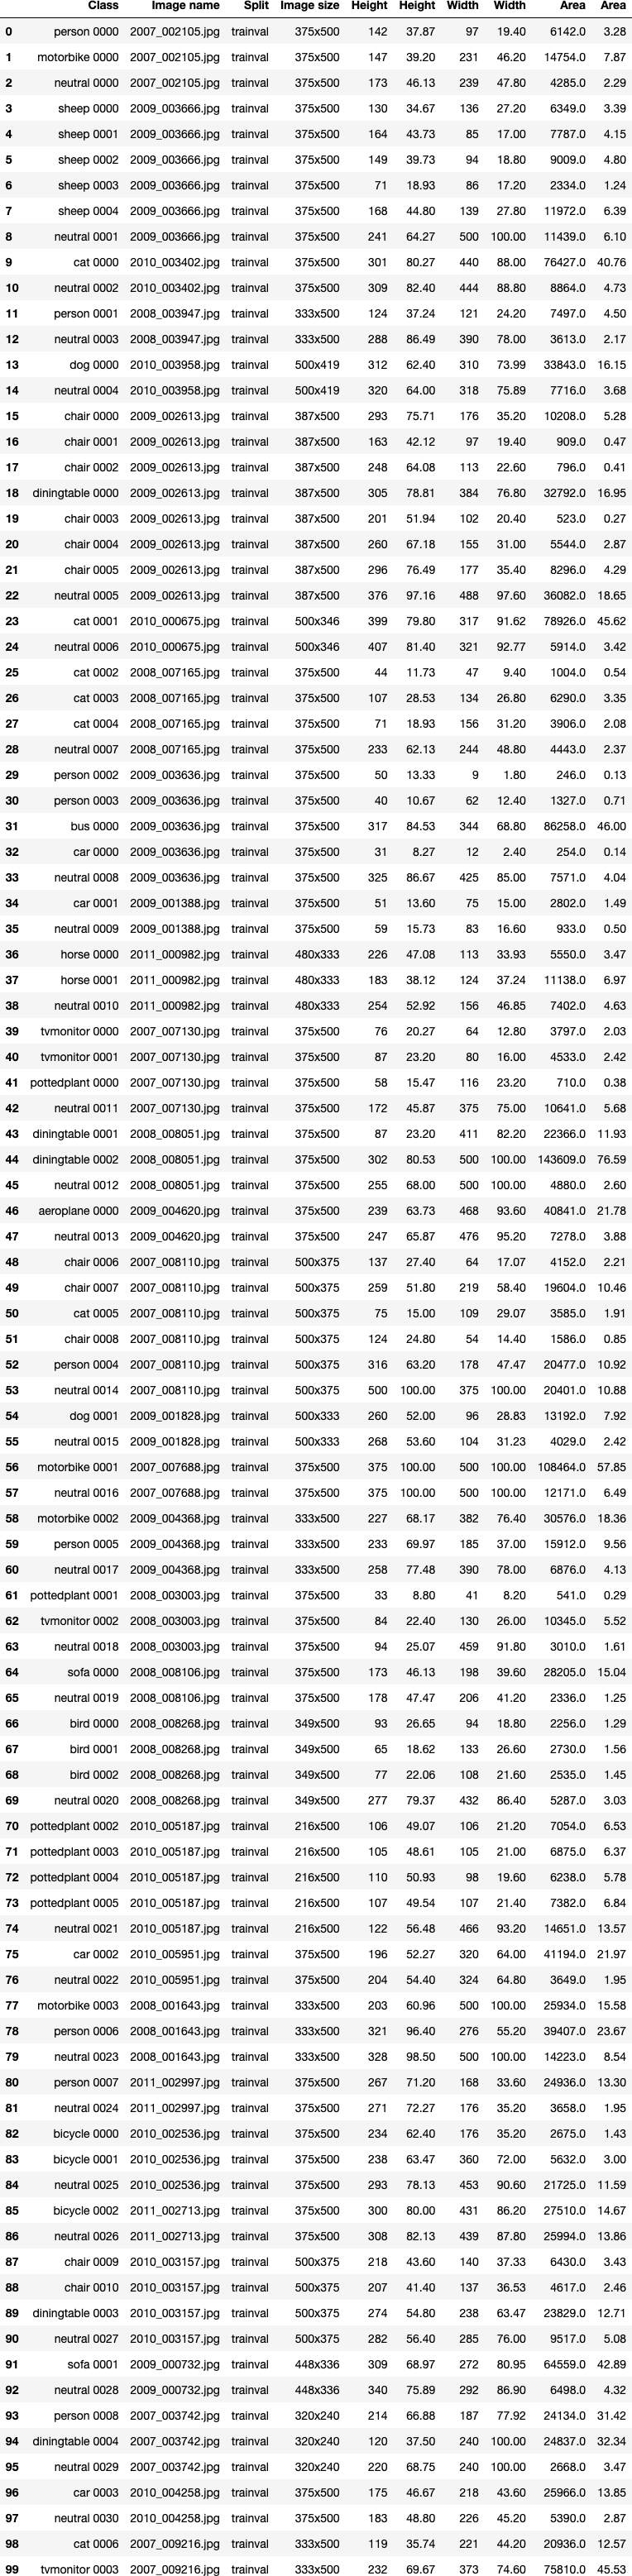 Class Image name Split Image size Height Height Width Width Area Area
0 person 0000 2007_002105.jpg trainval 375x500 142 37.87 97 19.40 6142.0 3.28
1 motorbike 0000 2007_002105.jpg trainval 375x500 147 39.20 231 46.20 14754.0 7.87
2 neutral 0000 2007_002105.jpg trainval 375x500 173 46.13 239 47.80 4285.0 2.29
3 sheep 0000 2009_003666.jpg trainval 375x500 130 34.67 136 27.20 6349.0 3.39
4 sheep 0001 2009_003666.jpg trainval 375x500 164 43.73 85 17.00 7787.0 4.15
5 sheep 0002 2009_003666.jpg trainval 375x500 149 39.73 94 18.80 9009.0 4.80
6 sheep 0003 2009_003666.jpg trainval 375x500 71 18.93 86 17.20 2334.0 1.24
7 sheep 0004 2009_003666.jpg trainval 375x500 168 44.80 139 27.80 11972.0 6.39
8 neutral 0001 2009_003666.jpg trainval 375x500 241 64.27 500 100.00 11439.0 6.10
9 cat 0000 2010_003402.jpg trainval 375x500 301 80.27 440 88.00 76427.0 40.76
10 neutral 0002 2010_003402.jpg trainval 375x500 309 82.40 444 88.80 8864.0 4.73
11 person 0001 2008_003947.jpg trainval 333x500 124 37.24 121 24.20 7497.0 4.50
12 neutral 0003 2008_003947.jpg trainval 333x500 288 86.49 390 78.00 3613.0 2.17
13 dog 0000 2010_003958.jpg trainval 500x419 312 62.40 310 73.99 33843.0 16.15
14 neutral 0004 2010_003958.jpg trainval 500x419 320 64.00 318 75.89 7716.0 3.68
15 chair 0000 2009_002613.jpg trainval 387x500 293 75.71 176 35.20 10208.0 5.28
16 chair 0001 2009_002613.jpg trainval 387x500 163 42.12 97 19.40 909.0 0.47
17 chair 0002 2009_002613.jpg trainval 387x500 248 64.08 113 22.60 796.0 0.41
18 diningtable 0000 2009_002613.jpg trainval 387x500 305 78.81 384 76.80 32792.0 16.95
19 chair 0003 2009_002613.jpg trainval 387x500 201 51.94 102 20.40 523.0 0.27
20 chair 0004 2009_002613.jpg trainval 387x500 260 67.18 155 31.00 5544.0 2.87
21 chair 0005 2009_002613.jpg trainval 387x500 296 76.49 177 35.40 8296.0 4.29
22 neutral 0005 2009_002613.jpg trainval 387x500 376 97.16 488 97.60 36082.0 18.65
23 cat 0001 2010_000675.jpg trainval 500x346 399 79.80 317 91.62 78926.0 45.62
24 neutral 0006 2010_000675.jpg trainval 500x346 407 81.40 321 92.77 5914.0 3.42
25 cat 0002 2008_007165.jpg trainval 375x500 44 11.73 47 9.40 1004.0 0.54
26 cat 0003 2008_007165.jpg trainval 375x500 107 28.53 134 26.80 6290.0 3.35
27 cat 0004 2008_007165.jpg trainval 375x500 71 18.93 156 31.20 3906.0 2.08
28 neutral 0007 2008_007165.jpg trainval 375x500 233 62.13 244 48.80 4443.0 2.37
29 person 0002 2009_003636.jpg trainval 375x500 50 13.33 9 1.80 246.0 0.13
30 person 0003 2009_003636.jpg trainval 375x500 40 10.67 62 12.40 1327.0 0.71
31 bus 0000 2009_003636.jpg trainval 375x500 317 84.53 344 68.80 86258.0 46.00
32 car 0000 2009_003636.jpg trainval 375x500 31 8.27 12 2.40 254.0 0.14
33 neutral 0008 2009_003636.jpg trainval 375x500 325 86.67 425 85.00 7571.0 4.04
34 car 0001 2009_001388.jpg trainval 375x500 51 13.60 75 15.00 2802.0 1.49
35 neutral 0009 2009_001388.jpg trainval 375x500 59 15.73 83 16.60 933.0 0.50
36 horse 0000 2011_000982.jpg trainval 480x333 226 47.08 113 33.93 5550.0 3.47
37 horse 0001 2011_000982.jpg trainval 480x333 183 38.12 124 37.24 11138.0 6.97
38 neutral 0010 2011_000982.jpg trainval 480x333 254 52.92 156 46.85 7402.0 4.63
39 tvmonitor 0000 2007_007130.jpg trainval 375x500 76 20.27 64 12.80 3797.0 2.03
40 tvmonitor 0001 2007_007130.jpg trainval 375x500 87 23.20 80 16.00 4533.0 2.42
41 pottedplant 0000 2007_007130.jpg trainval 375x500 58 15.47 116 23.20 710.0 0.38
42 neutral 0011 2007_007130.jpg trainval 375x500 172 45.87 375 75.00 10641.0 5.68
43 diningtable 0001 2008_008051.jpg trainval 375x500 87 23.20 411 82.20 22366.0 11.93
44 diningtable 0002 2008_008051.jpg trainval 375x500 302 80.53 500 100.00 143609.0 76.59
45 neutral 0012 2008_008051.jpg trainval 375x500 255 68.00 500 100.00 4880.0 2.60
46 aeroplane 0000 2009_004620.jpg trainval 375x500 239 63.73 468 93.60 40841.0 21.78
47 neutral 0013 2009_004620.jpg trainval 375x500 247 65.87 476 95.20 7278.0 3.88
48 chair 0006 2007_008110.jpg trainval 500x375 137 27.40 64 17.07 4152.0 2.21
49 chair 0007 2007_008110.jpg trainval 500x375 259 51.80 219 58.40 19604.0 10.46
50 cat 0005 2007_008110.jpg trainval 500x375 75 15.00 109 29.07 3585.0 1.91
51 chair 0008 2007_008110.jpg trainval 500x375 124 24.80 54 14.40 1586.0 0.85
52 person 0004 2007_008110.jpg trainval 500x375 316 63.20 178 47.47 20477.0 10.92
53 neutral 0014 2007_008110.jpg trainval 500x375 500 100.00 375 100.00 20401.0 10.88
54 dog 0001 2009_001828.jpg trainval 500x333 260 52.00 96 28.83 13192.0 7.92
55 neutral 0015 2009_001828.jpg trainval 500x333 268 53.60 104 31.23 4029.0 2.42
56 motorbike 0001 2007_007688.jpg trainval 375x500 375 100.00 500 100.00 108464.0 57.85
57 neutral 0016 2007_007688.jpg trainval 375x500 375 100.00 500 100.00 12171.0 6.49
58 motorbike 0002 2009_004368.jpg trainval 333x500 227 68.17 382 76.40 30576.0 18.36
59 person 0005 2009_004368.jpg trainval 333x500 233 69.97 185 37.00 15912.0 9.56
60 neutral 0017 2009_004368.jpg trainval 333x500 258 77.48 390 78.00 6876.0 4.13
61 pottedplant 0001 2008_003003.jpg trainval 375x500 33 8.80 41 8.20 541.0 0.29
62 tvmonitor 0002 2008_003003.jpg trainval 375x500 84 22.40 130 26.00 10345.0 5.52
63 neutral 0018 2008_003003.jpg trainval 375x500 94 25.07 459 91.80 3010.0 1.61
64 sofa 0000 2008_008106.jpg trainval 375x500 173 46.13 198 39.60 28205.0 15.04
65 neutral 0019 2008_008106.jpg trainval 375x500 178 47.47 206 41.20 2336.0 1.25
66 bird 0000 2008_008268.jpg trainval 349x500 93 26.65 94 18.80 2256.0 1.29
67 bird 0001 2008_008268.jpg trainval 349x500 65 18.62 133 26.60 2730.0 1.56
68 bird 0002 2008_008268.jpg trainval 349x500 77 22.06 108 21.60 2535.0 1.45
69 neutral 0020 2008_008268.jpg trainval 349x500 277 79.37 432 86.40 5287.0 3.03
70 pottedplant 0002 2010_005187.jpg trainval 216x500 106 49.07 106 21.20 7054.0 6.53
71 pottedplant 0003 2010_005187.jpg trainval 216x500 105 48.61 105 21.00 6875.0 6.37
72 pottedplant 0004 2010_005187.jpg trainval 216x500 110 50.93 98 19.60 6238.0 5.78
73 pottedplant 0005 2010_005187.jpg trainval 216x500 107 49.54 107 21.40 7382.0 6.84
74 neutral 0021 2010_005187.jpg trainval 216x500 122 56.48 466 93.20 14651.0 13.57
75 car 0002 2010_005951.jpg trainval 375x500 196 52.27 320 64.00 41194.0 21.97
76 neutral 0022 2010_005951.jpg trainval 375x500 204 54.40 324 64.80 3649.0 1.95
77 motorbike 0003 2008_001643.jpg trainval 333x500 203 60.96 500 100.00 25934.0 15.58
78 person 0006 2008_001643.jpg trainval 333x500 321 96.40 276 55.20 39407.0 23.67
79 neutral 0023 2008_001643.jpg trainval 333x500 328 98.50 500 100.00 14223.0 8.54
80 person 0007 2011_002997.jpg trainval 375x500 267 71.20 168 33.60 24936.0 13.30
81 neutral 0024 2011_002997.jpg trainval 375x500 271 72.27 176 35.20 3658.0 1.95
82 bicycle 0000 2010_002536.jpg trainval 375x500 234 62.40 176 35.20 2675.0 1.43
83 bicycle 0001 2010_002536.jpg trainval 375x500 238 63.47 360 72.00 5632.0 3.00
84 neutral 0025 2010_002536.jpg trainval 375x500 293 78.13 453 90.60 21725.0 11.59
85 bicycle 0002 2011_002713.jpg trainval 375x500 300 80.00 431 86.20 27510.0 14.67
86 neutral 0026 2011_002713.jpg trainval 375x500 308 82.13 439 87.80 25994.0 13.86
87 chair 0009 2010_003157.jpg trainval 500x375 218 43.60 140 37.33 6430.0 3.43
88 chair 0010 2010_003157.jpg trainval 500x375 207 41.40 137 36.53 4617.0 2.46
89 diningtable 0003 2010_003157.jpg trainval 500x375 274 54.80 238 63.47 23829.0 12.71
90 neutral 0027 2010_003157.jpg trainval 500x375 282 56.40 285 76.00 9517.0 5.08
91 sofa 0001 2009_000732.jpg trainval 448x336 309 68.97 272 80.95 64559.0 42.89
92 neutral 0028 2009_000732.jpg trainval 448x336 340 75.89 292 86.90 6498.0 4.32
93 person 0008 2007_003742.jpg trainval 320x240 214 66.88 187 77.92 24134.0 31.42
94 diningtable 0004 2007_003742.jpg trainval 320x240 120 37.50 240 100.00 24837.0 32.34
95 neutral 0029 2007_003742.jpg trainval 320x240 220 68.75 240 100.00 2668.0 3.47
96 car 0003 2010_004258.jpg trainval 375x500 175 46.67 218 43.60 25966.0 13.85
97 neutral 0030 2010_004258.jpg trainval 375x500 183 48.80 226 45.20 5390.0 2.87
98 cat 0006 2007_009216.jpg trainval 333x500 119 35.74 221 44.20 20936.0 12.57
99 tvmonitor 0003 2007_009216.jpg trainval 333x500 232 69.67 373 74.60 75810.0 45.53